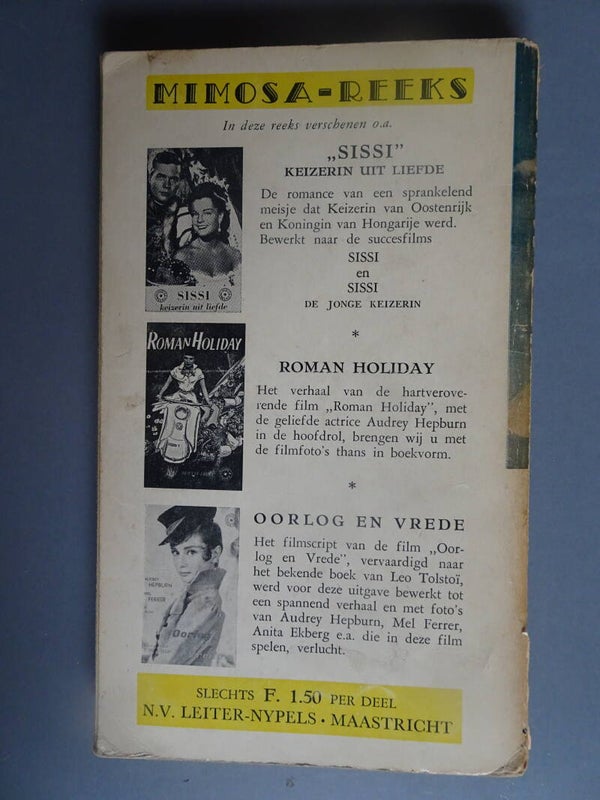 MIMOSA-REEKS
In deze reeks verschenen o.a.
„SISSI”
KEIZERIN UIT LIEFDE
De romance van een sprankelend
meisje dat Keizerin van Oostenrijk
en Koningin van Hongarije werd.
Bewerkt naar de succesfilms
SISSI
en
SISSI
DE JONGE KEIZERIN
SISSI
keizerin uit liefde
*
ROMAN HOLIDAY
ROMAN HOLIDAY
Het verhaal van de hartverove-
rende film „Roman Holiday”, met
de geliefde actrice Audrey Hepburn
in de hoofdrol, brengen wij u met
de filmfoto's thans in boekvorm.
*
OORLOG EN VREDE
Het filmscript van de film „Oor-
log en Vrede”, vervaardigd naar
het bekende boek van Leo Tolstoï,
werd voor deze uitgave bewerkt tot
een spannend verhaal en met foto's
van Audrey Hepburn, Mel Ferrer,
Anita Ekberg e.a. die in deze film
spelen, verlucht.
HEPBURN
FERRER
Oorlog
SLECHTS F. 1.50 PER DEEL
N.V. LEITER-NYPELS • MAASTRICHT